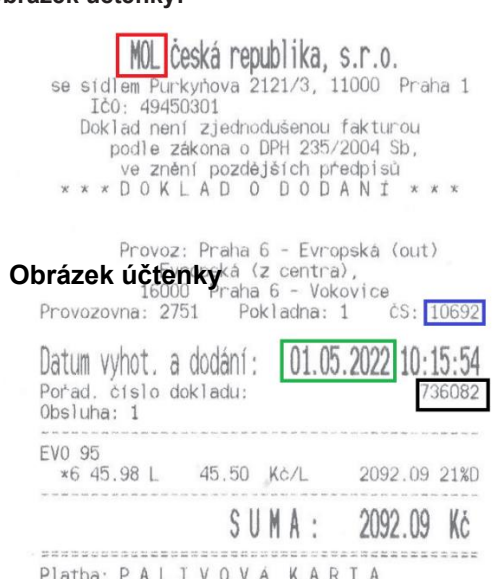 Obrázek účtenky:
MOL Česká republika, s.r.o.
se sídlem Purkyňova 2121/3, 11000 Praha 1
IČO: 49450301
Doklad není zjednodušenou fakturou
podle zákona o DPH 235/2004 Sb,
ve znění pozdějších předpisů
* * * D O K L A D O D O D Á N Í * * *
Provoz: Praha 6 - Evropská (out)
Obrázek účtenky
Evropská (z centra),
16000 Praha 6 - Vokovice
Provozovna: 2751 Pokladna: 1 ČS: 10692
Datum vyhot. a dodání: 01.05.2022 10:15:54
Pořad. číslo dokladu: 736082
Obsluha: 1
EVO 95
*6 45.98 L 45.50 Kč/L 2092.09 21%D
S U M A : 2092.09 Kč
Platba: P A L I V O V Á K A R T A